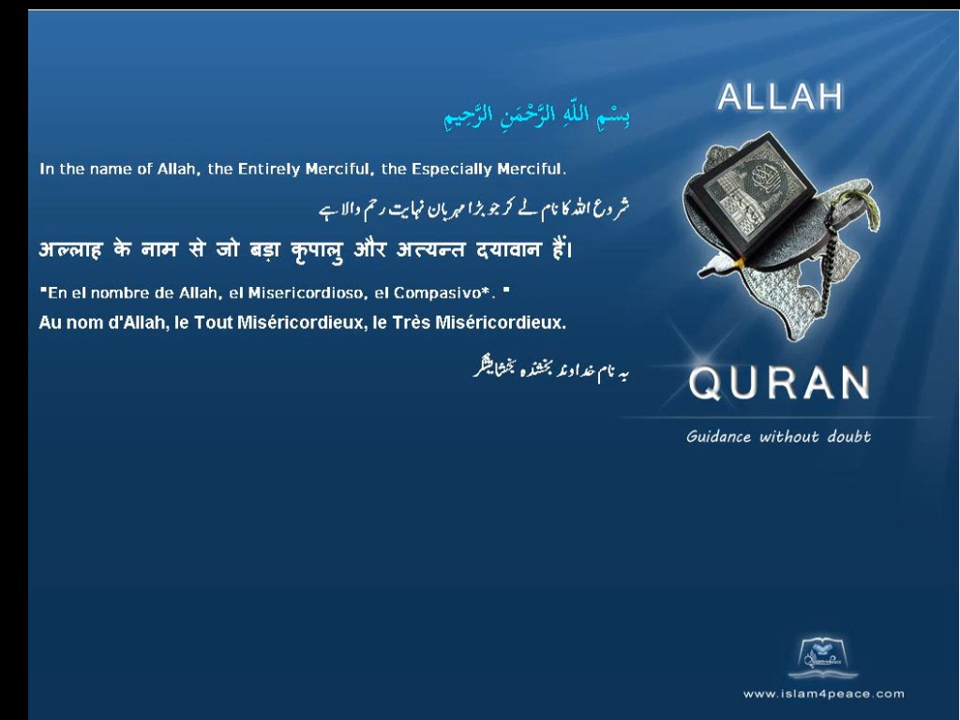 بِسْمِ اللَّهِ الرَّحْمَنِ الرَّحِيمِ
In the name of Allah, the Entirely Merciful, the Especially Merciful.
شروع اللہ کا نام لے کر جو بڑا مہربان نہایت رحم والا ہے
अल्लाह के नाम से जो बड़ा कृपालु और अत्यन्त दयावान हैं।
"En el nombre de Allah, el Misericordioso, el Compasivo*. "
Au nom d'Allah, le Tout Miséricordieux, le Très Miséricordieux.
به نام خداوند بخشنده بخشایشگر
ALLAH
QURAN
Guidance without doubt
www.islam4peace.com